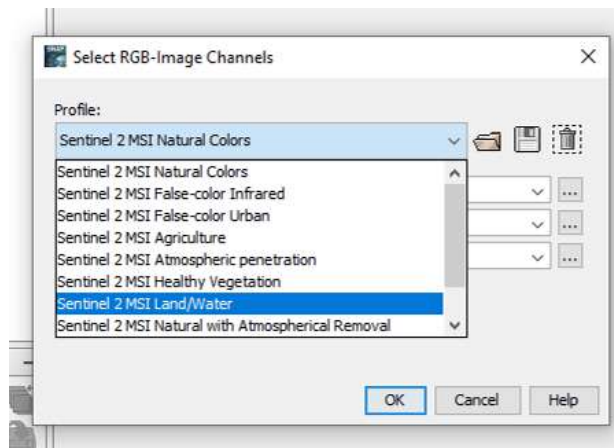 Select RGB-Image Channels
Profile:
Sentinel 2 MSI Natural Colors
Sentinel 2 MSI Natural Colors
Sentinel 2 MSI False-color Infrared
Sentinel 2 MSI False-color Urban
Sentinel 2 MSI Agriculture
Sentinel 2 MSI Atmospheric penetration
Sentinel 2 MSI Healthy Vegetation
Sentinel 2 MSI Land/Water
Sentinel 2 MSI Natural with Atmospherical Removal
...
...
...
OK Cancel Help